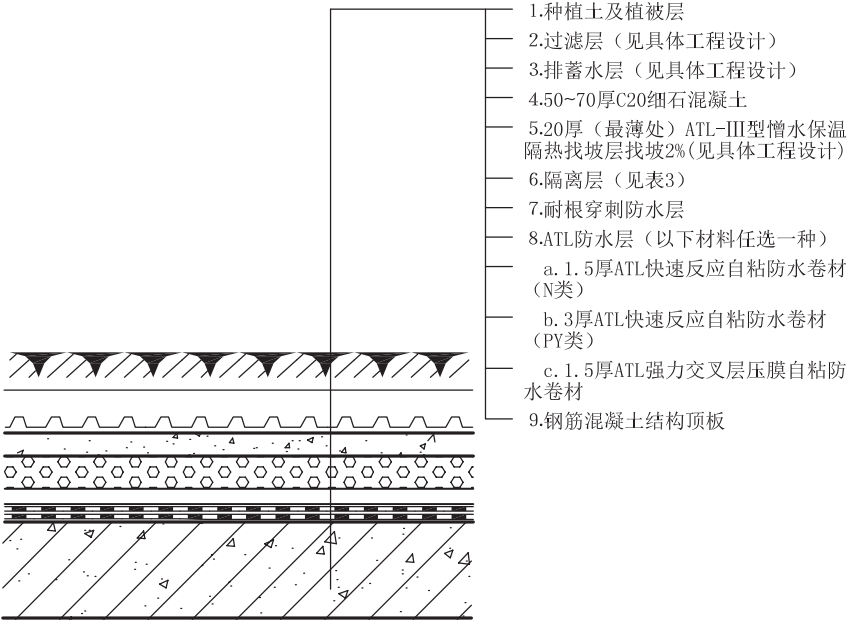 1.种植土及植被层
2.过滤层（见具体工程设计）
3.排蓄水层（见具体工程设计）
4.50~70厚C20细石混凝土
5.20厚（最薄处）ATL-Ⅲ型憎水保温
隔热找坡层找坡2%(见具体工程设计)
6.隔离层（见表3）
7.耐根穿刺防水层
8.ATL防水层（以下材料任选一种）
a.1.5厚ATL快速反应自粘防水卷材
（N类）
b.3厚ATL快速反应自粘防水卷材
（PY类）
c.1.5厚ATL强力交叉层压膜自粘防
水卷材
9.钢筋混凝土结构顶板